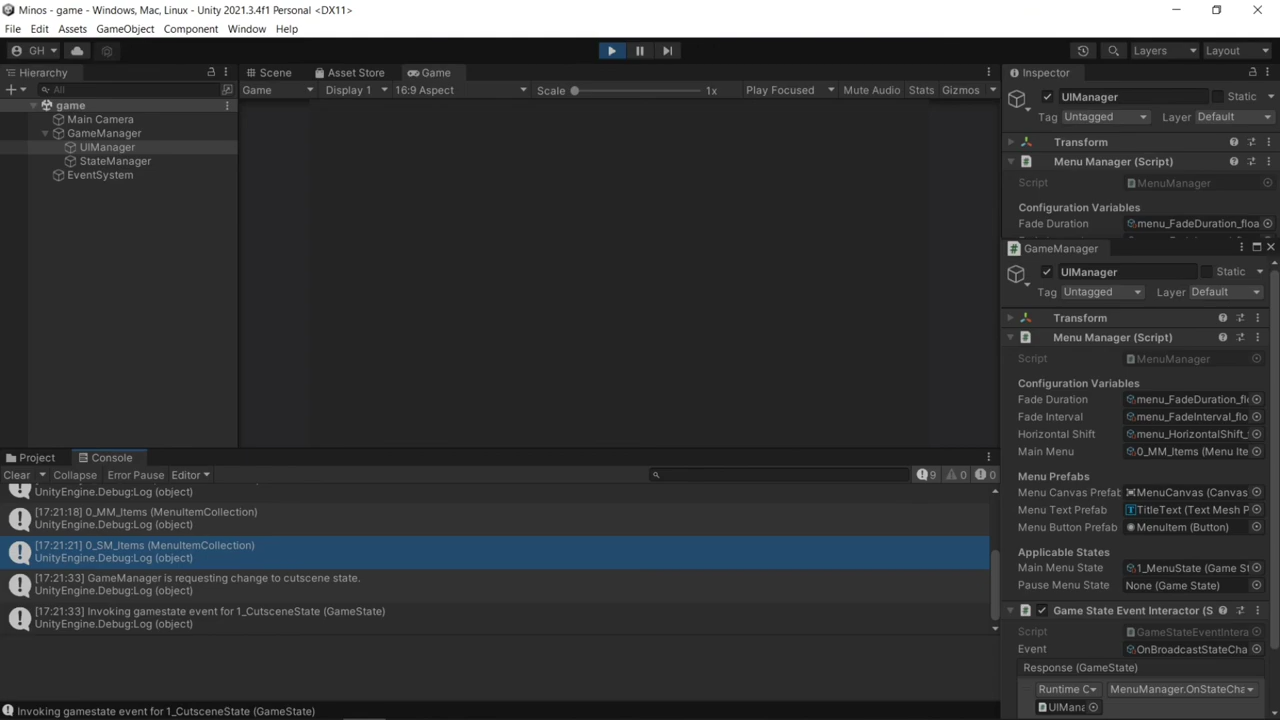 Minos - game - Windows, Mac, Linux - Unity 2021.3.4f1 Personal <DX11>
File Edit Assets GameObject Component Window Help
GH Layers Layout
Hierarchy Scene Asset Store Game Inspector
All Game Display 1 16:9 Aspect Scale 1x Play Focused Mute Audio Stats Gizmos UIManager Static
game
Main Camera
GameManager
UIManager
StateManager
EventSystem
Tag Untagged Layer Default
Transform
Menu Manager (Script)
Script MenuManager
Configuration Variables
Fade Duration menu_FadeDuration_floa
GameManager
UIManager Static
Tag Untagged Layer Default
Transform
Menu Manager (Script)
Script MenuManager
Configuration Variables
Fade Duration menu_FadeDuration_flo
Fade Interval menu_FadeInterval_flo
Horizontal Shift menu_HorizontalShift_
Main Menu 0_MM_Items (Menu Ite
Menu Prefabs
Menu Canvas Prefab MenuCanvas (Canvas
Menu Text Prefab TitleText (Text Mesh P
Menu Button Prefab MenuItem (Button)
Applicable States
Main Menu State 1_MenuState (Game St
Pause Menu State None (Game State)
Game State Event Interactor (S
Script GameStateEventIntera
Event OnBroadcastStateCha
Response (GameState)
Runtime C MenuManager.OnStateCha
UIMana
Project Console
Clear Collapse Error Pause Editor 9 0 0
UnityEngine.Debug:Log (object)
[17:21:18] 0_MM_Items (MenuItemCollection)
UnityEngine.Debug:Log (object)
[17:21:21] 0_SM_Items (MenuItemCollection)
UnityEngine.Debug:Log (object)
[17:21:33] GameManager is requesting change to cutscene state.
UnityEngine.Debug:Log (object)
[17:21:33] Invoking gamestate event for 1_CutsceneState (GameState)
UnityEngine.Debug:Log (object)
Invoking gamestate event for 1_CutsceneState (GameState)